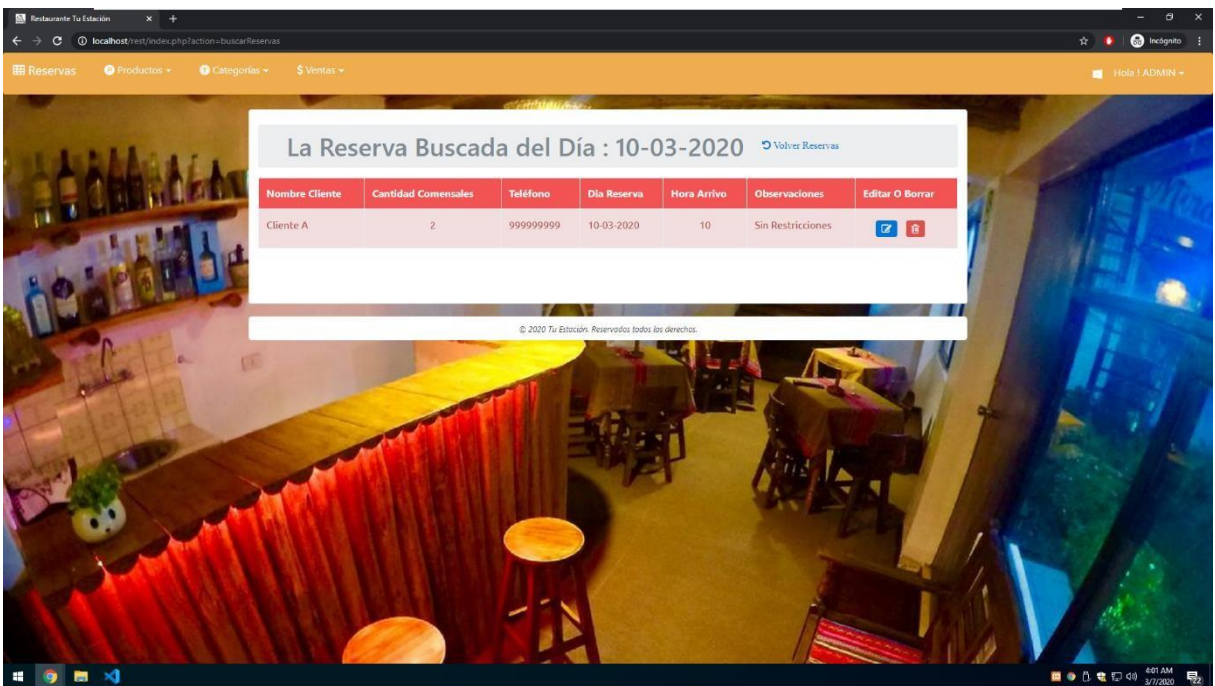 Restaurante Tu Estación
localhost/rest/index.php?action=buscarReservas
Incógnito
Reservas Productos Categorías $ Ventas Hola ! ADMIN
La Reserva Buscada del Día : 10-03-2020 Volver Reservas
Nombre Cliente Cantidad Comensales Teléfono Dia Reserva Hora Arrivo Observaciones Editar O Borrar
Cliente A 2 999999999 10-03-2020 10 Sin Restricciones
© 2020 Tu Estación. Reservados todos los derechos.
4:01 AM
3/7/2020
22